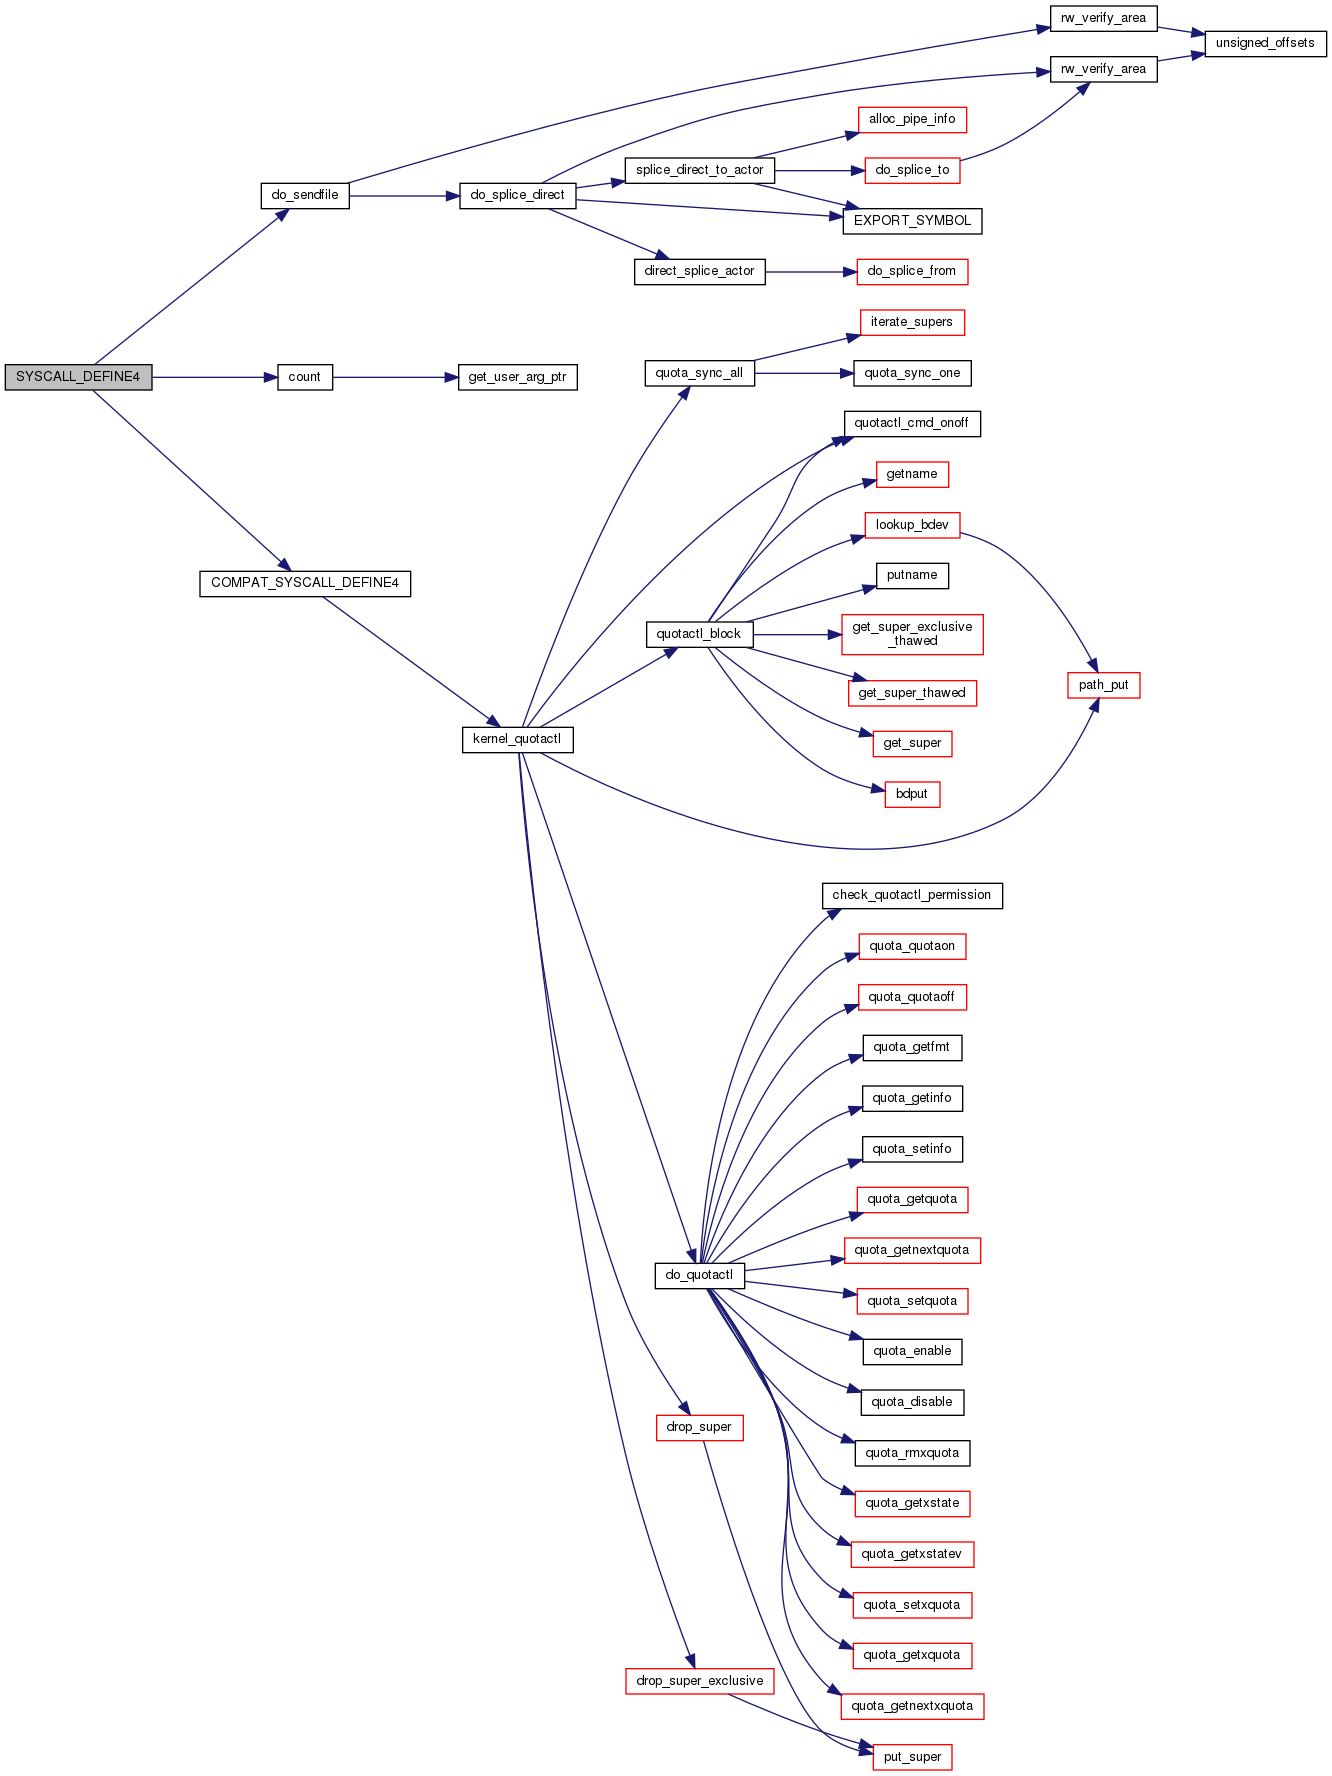 rw_verify_area
unsigned_offsets
rw_verify_area
alloc_pipe_info
splice_direct_to_actor
do_splice_to
do_sendfile
do_splice_direct
EXPORT_SYMBOL
direct_splice_actor
do_splice_from
iterate_supers
SYSCALL_DEFINE4
count
get_user_arg_ptr
quota_sync_all
quota_sync_one
quotactl_cmd_onoff
getname
lookup_bdev
COMPAT_SYSCALL_DEFINE4
putname
quotactl_block
get_super_exclusive
_thawed
get_super_thawed
path_put
kernel_quotactl
get_super
bdput
check_quotactl_permission
quota_quotaon
quota_quotaoff
quota_getfmt
quota_getinfo
quota_setinfo
quota_getquota
quota_getnextquota
do_quotactl
quota_setquota
quota_enable
quota_disable
drop_super
quota_rmxquota
quota_getxstate
quota_getxstatev
quota_setxquota
quota_getxquota
drop_super_exclusive
quota_getnextxquota
put_super